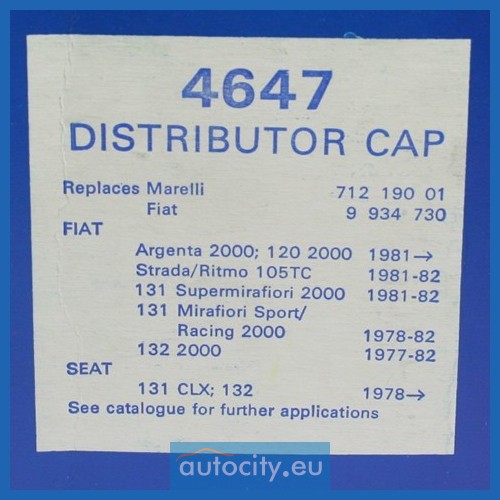 4647
DISTRIBUTOR CAP
Replaces Marelli 712 190 01
Fiat 9 934 730
FIAT
Argenta 2000; 120 2000 1981→
Strada/Ritmo 105TC 1981-82
131 Supermirafiori 2000 1981-82
131 Mirafiori Sport/
Racing 2000 1978-82
132 2000 1977-82
SEAT
131 CLX; 132 1978→
See catalogue for further applications
autocity.eu